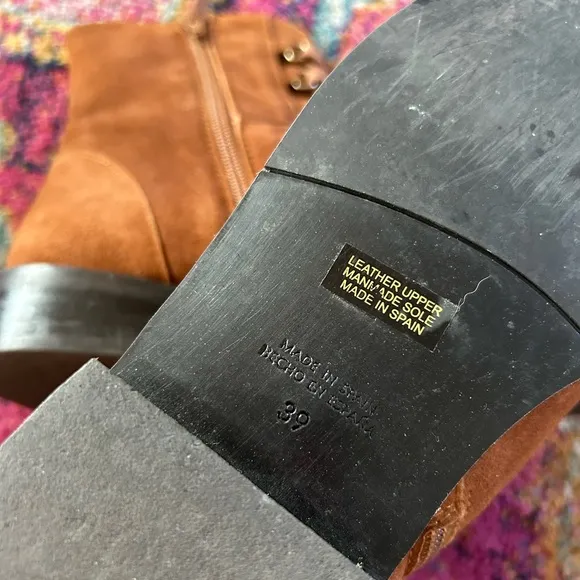 LEATHER UPPER
MANMADE SOLE
MADE IN SPAIN
MADE IN SPAIN
HECHO EN ESPAÑA
39